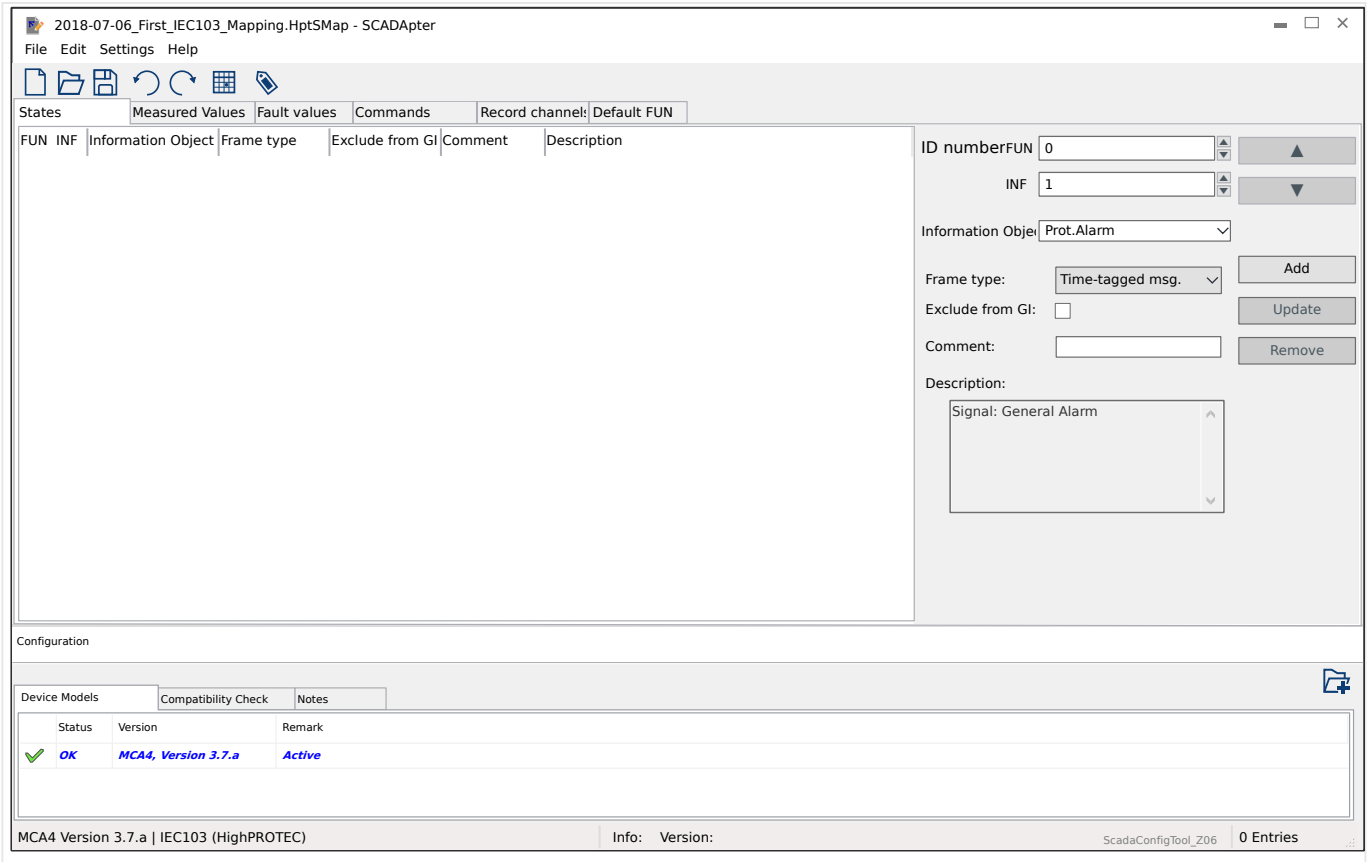 2018-07-06_First_IEC103_Mapping.HptSMap - SCADApter
File Edit Settings Help
States Measured Values Fault values Commands Record channels Default FUN
FUN INF Information Object Frame type Exclude from GI Comment Description
ID number FUN 0
INF 1
Information Obje Prot.Alarm
Add
Frame type: Time-tagged msg.
Exclude from GI: Update
Comment: Remove
Description:
Signal: General Alarm
Configuration
Device Models Compatibility Check Notes
Status Version Remark
OK MCA4, Version 3.7.a Active
MCA4 Version 3.7.a | IEC103 (HighPROTEC) Info: Version: ScadaConfigTool_Z06 0 Entries